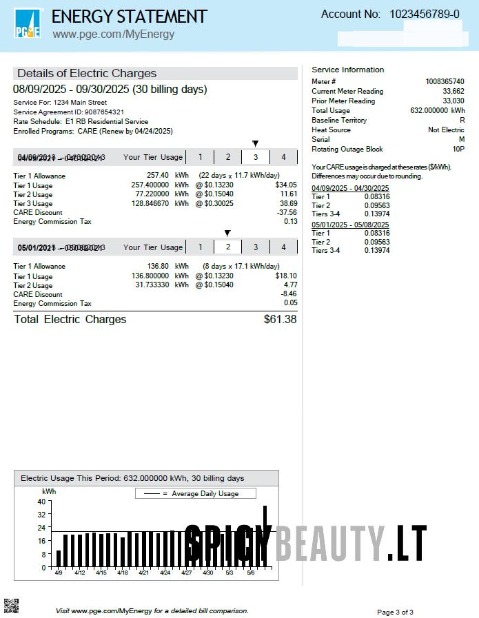 PG&E
ENERGY STATEMENT
www.pge.com/MyEnergy
Account No: 1023456789-0
Details of Electric Charges
08/09/2025 - 09/30/2025 (30 billing days)
Service For: 1234 Main Street
Service Agreement ID: 9087654321
Rate Schedule: E1 RB Residential Service
Enrolled Programs: CARE (Renew by 04/24/2025)
Your Tier Usage 1 2 3 4
Tier 1 Allowance 257.40 kWh (22 days x 11.7 kWh/day)
Tier 1 Usage 257.400000 kWh @ $0.13230 $34.05
Tier 2 Usage 77.220000 kWh @ $0.15040 11.61
Tier 3 Usage 128.846670 kWh @ $0.30025 38.69
CARE Discount -37.56
Energy Commission Tax 0.13
Your Tier Usage 1 2 3 4
Tier 1 Allowance 136.80 kWh (8 days x 17.1 kWh/day)
Tier 1 Usage 136.800000 kWh @ $0.13230 $18.10
Tier 2 Usage 31.733330 kWh @ $0.15040 4.77
CARE Discount -8.46
Energy Commission Tax 0.05
Total Electric Charges $61.38
Service Information
Meter # 1008365740
Current Meter Reading 33,662
Prior Meter Reading 33,030
Total Usage 632.000000 kWh
Baseline Territory R
Heat Source Not Electric
Serial M
Rotating Outage Block 10P
Your CARE usage is charged at these rates ($/kWh).
Differences may occur due to rounding.
04/09/2025 - 04/30/2025
Tier 1 0.08316
Tier 2 0.09563
Tiers 3-4 0.13974
05/01/2025 - 05/08/2025
Tier 1 0.08316
Tier 2 0.09563
Tiers 3-4 0.13974
Electric Usage This Period: 632.000000 kWh, 30 billing days
kWh
= Average Daily Usage
40
32
24
16
8
0
4/9 4/12 4/15 4/18 4/21 4/24 4/27 4/30 5/3 5/6
SPICYBEAUTY.LT
Visit www.pge.com/MyEnergy for a detailed bill comparison.
Page 3 of 3